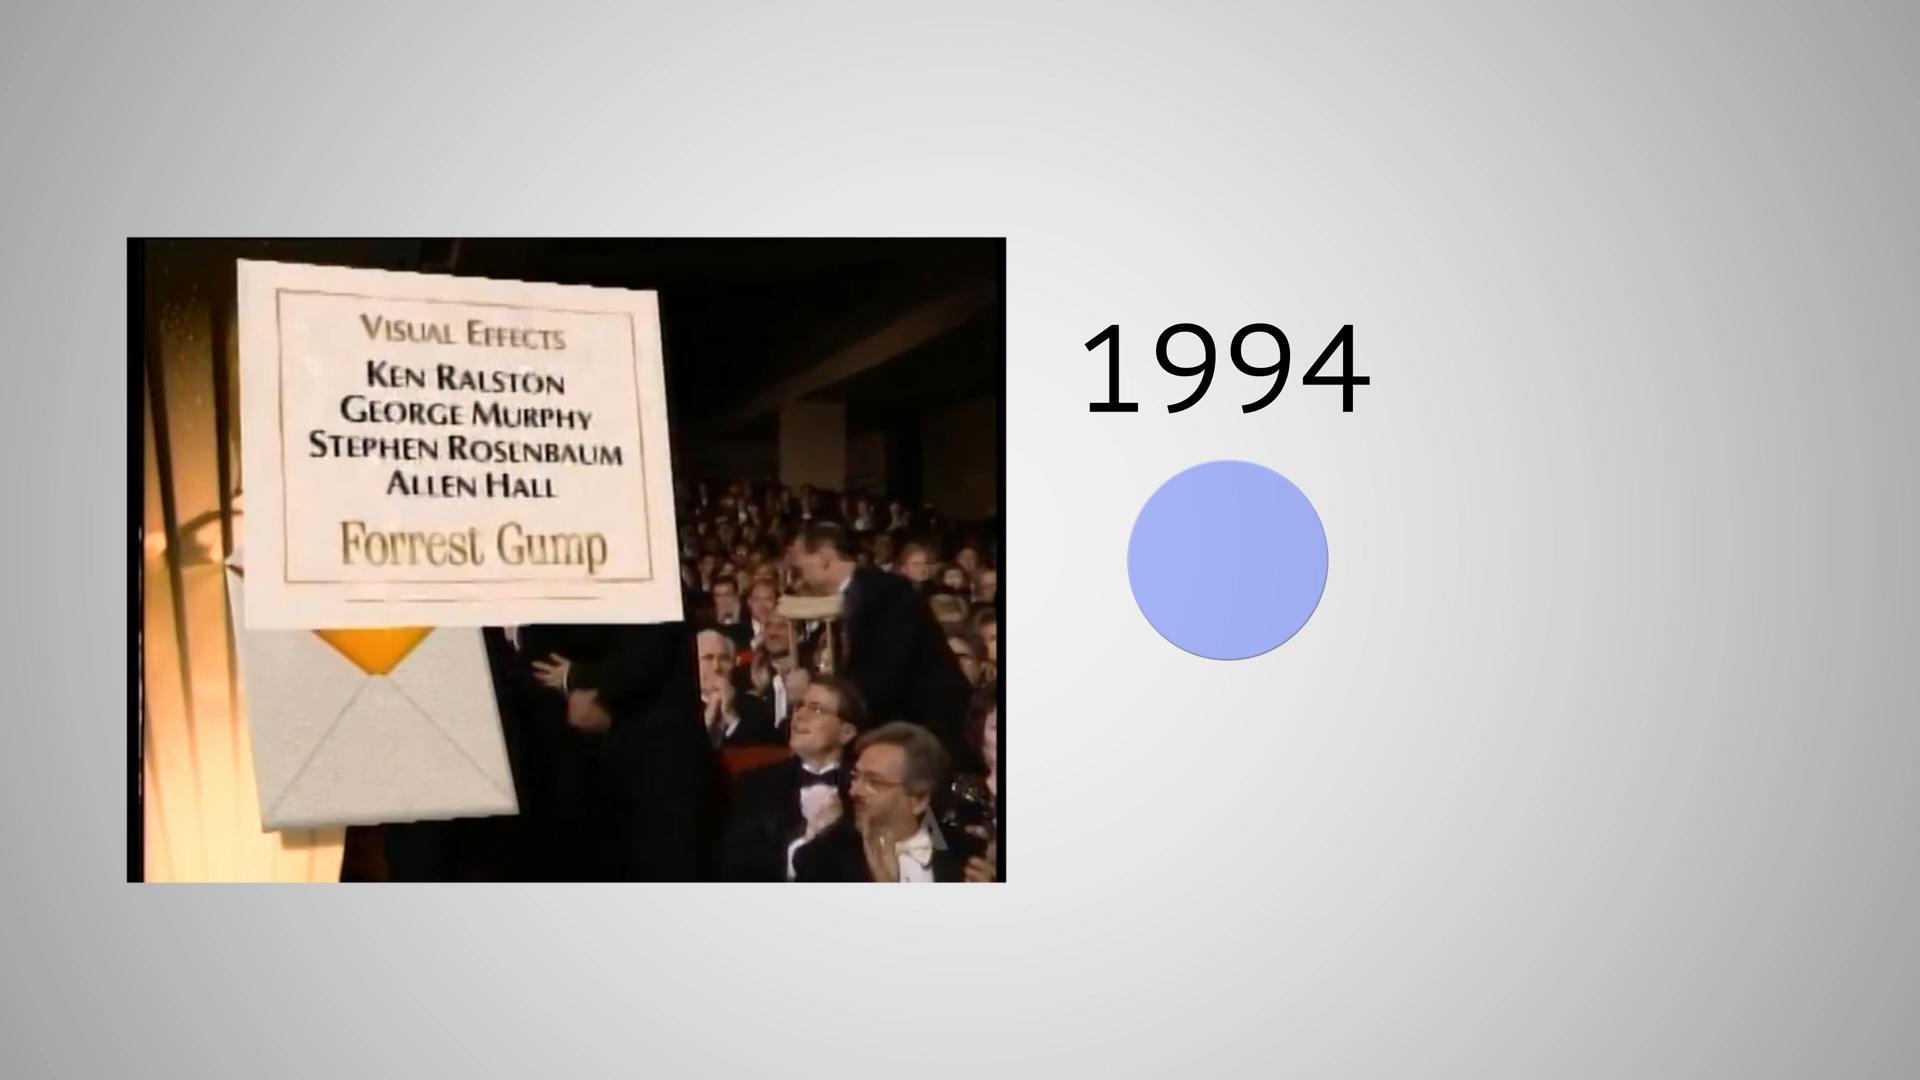 VISUAL EFFECTS
KEN RALSTON
GEORGE MURPHY
STEPHEN ROSENBAUM
ALLEN HALL
Forrest Gump
1994